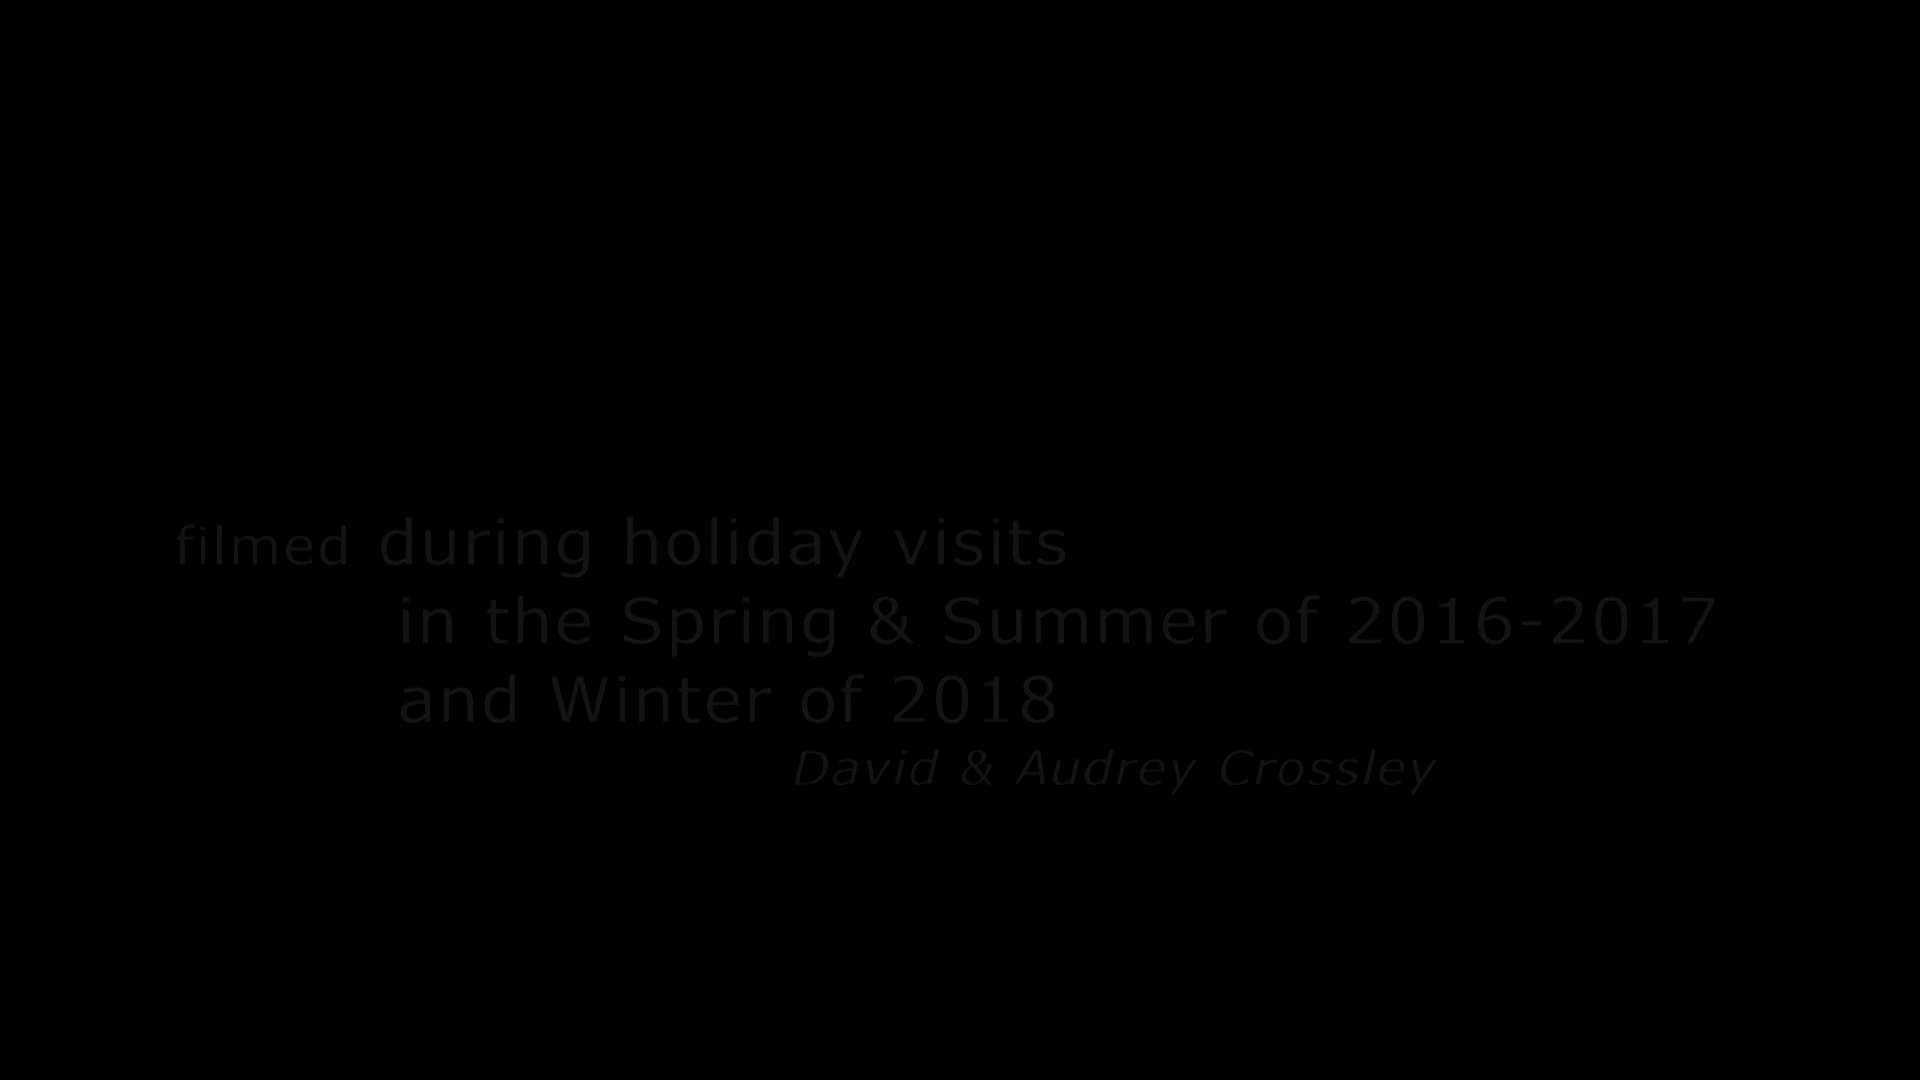 filmed during holiday visits
in the Spring & Summer of 2016-2017
and Winter of 2018
David & Audrey Crossley